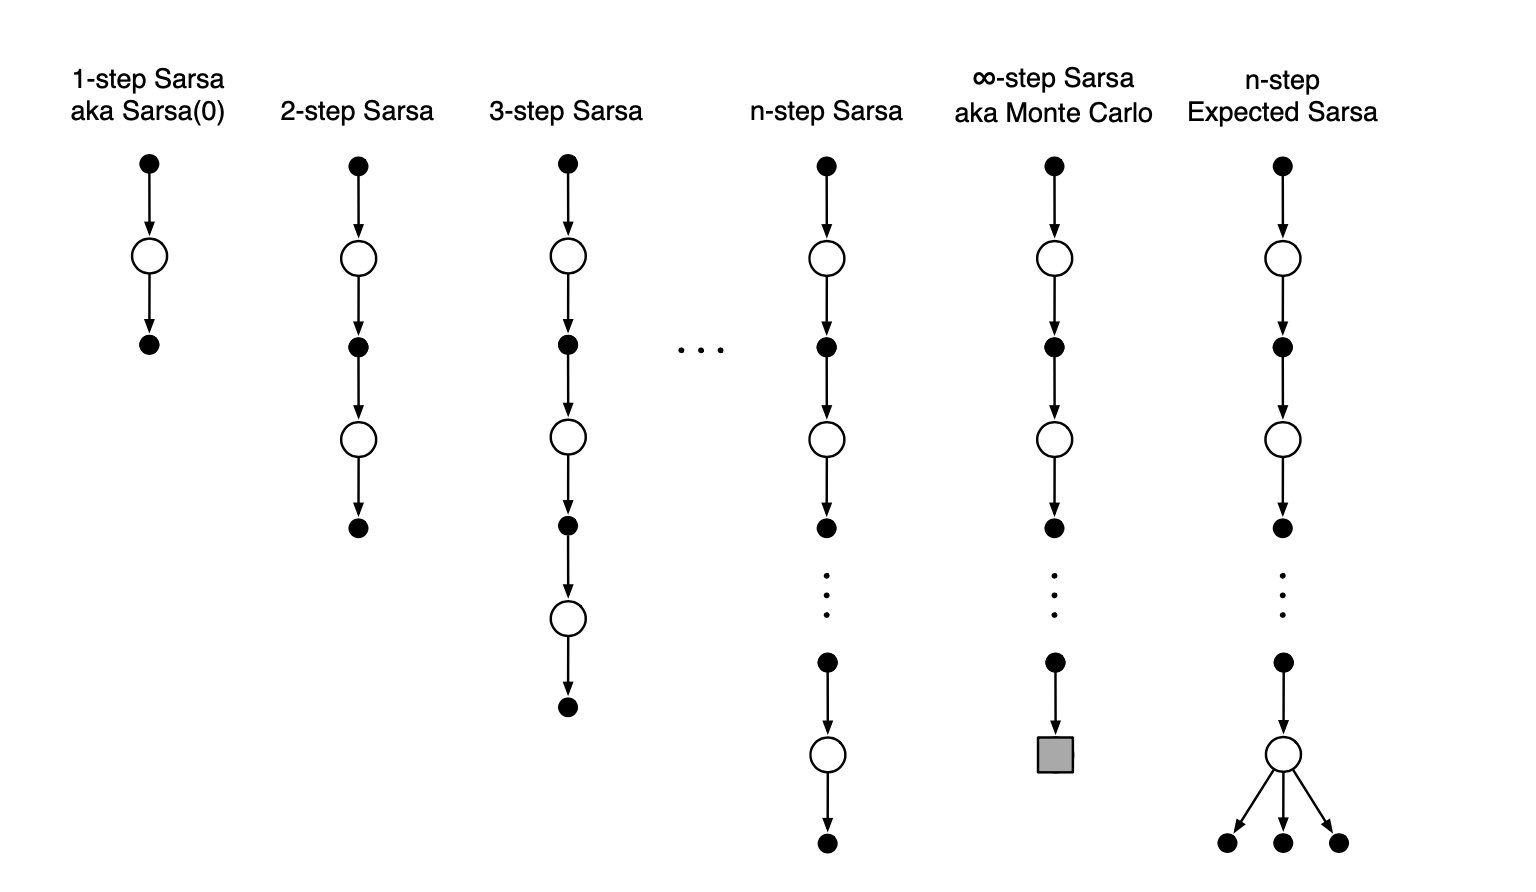 1-step Sarsa
aka Sarsa(0)
2-step Sarsa
3-step Sarsa
. . .
n-step Sarsa
∞-step Sarsa
aka Monte Carlo
n-step
Expected Sarsa